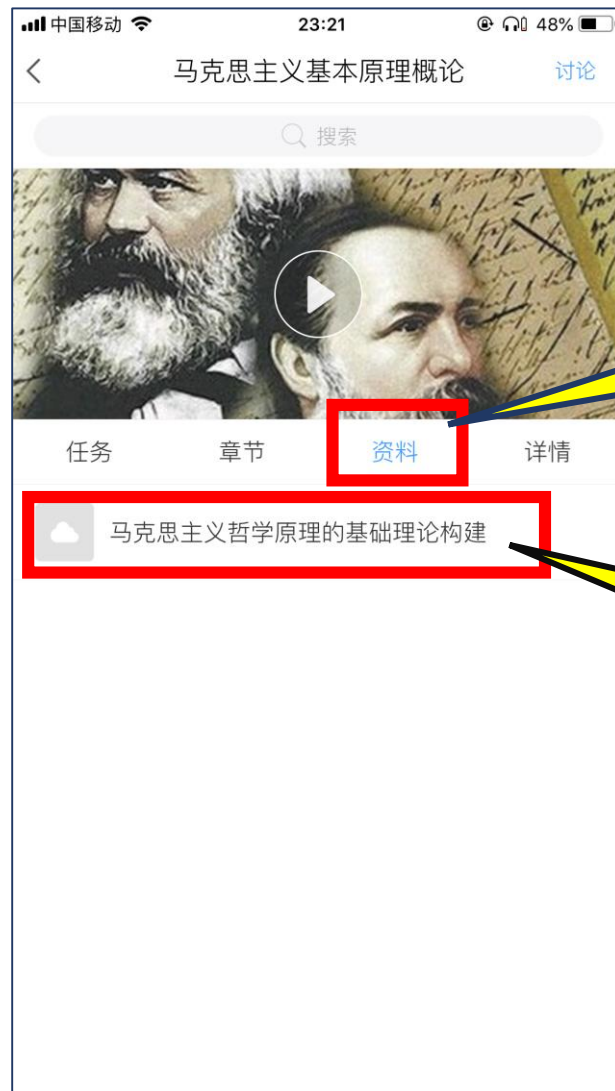 中国移动 23:21 48%
马克思主义基本原理概论 讨论
搜索
任务 章节 资料 详情
马克思主义哲学原理的基础理论构建